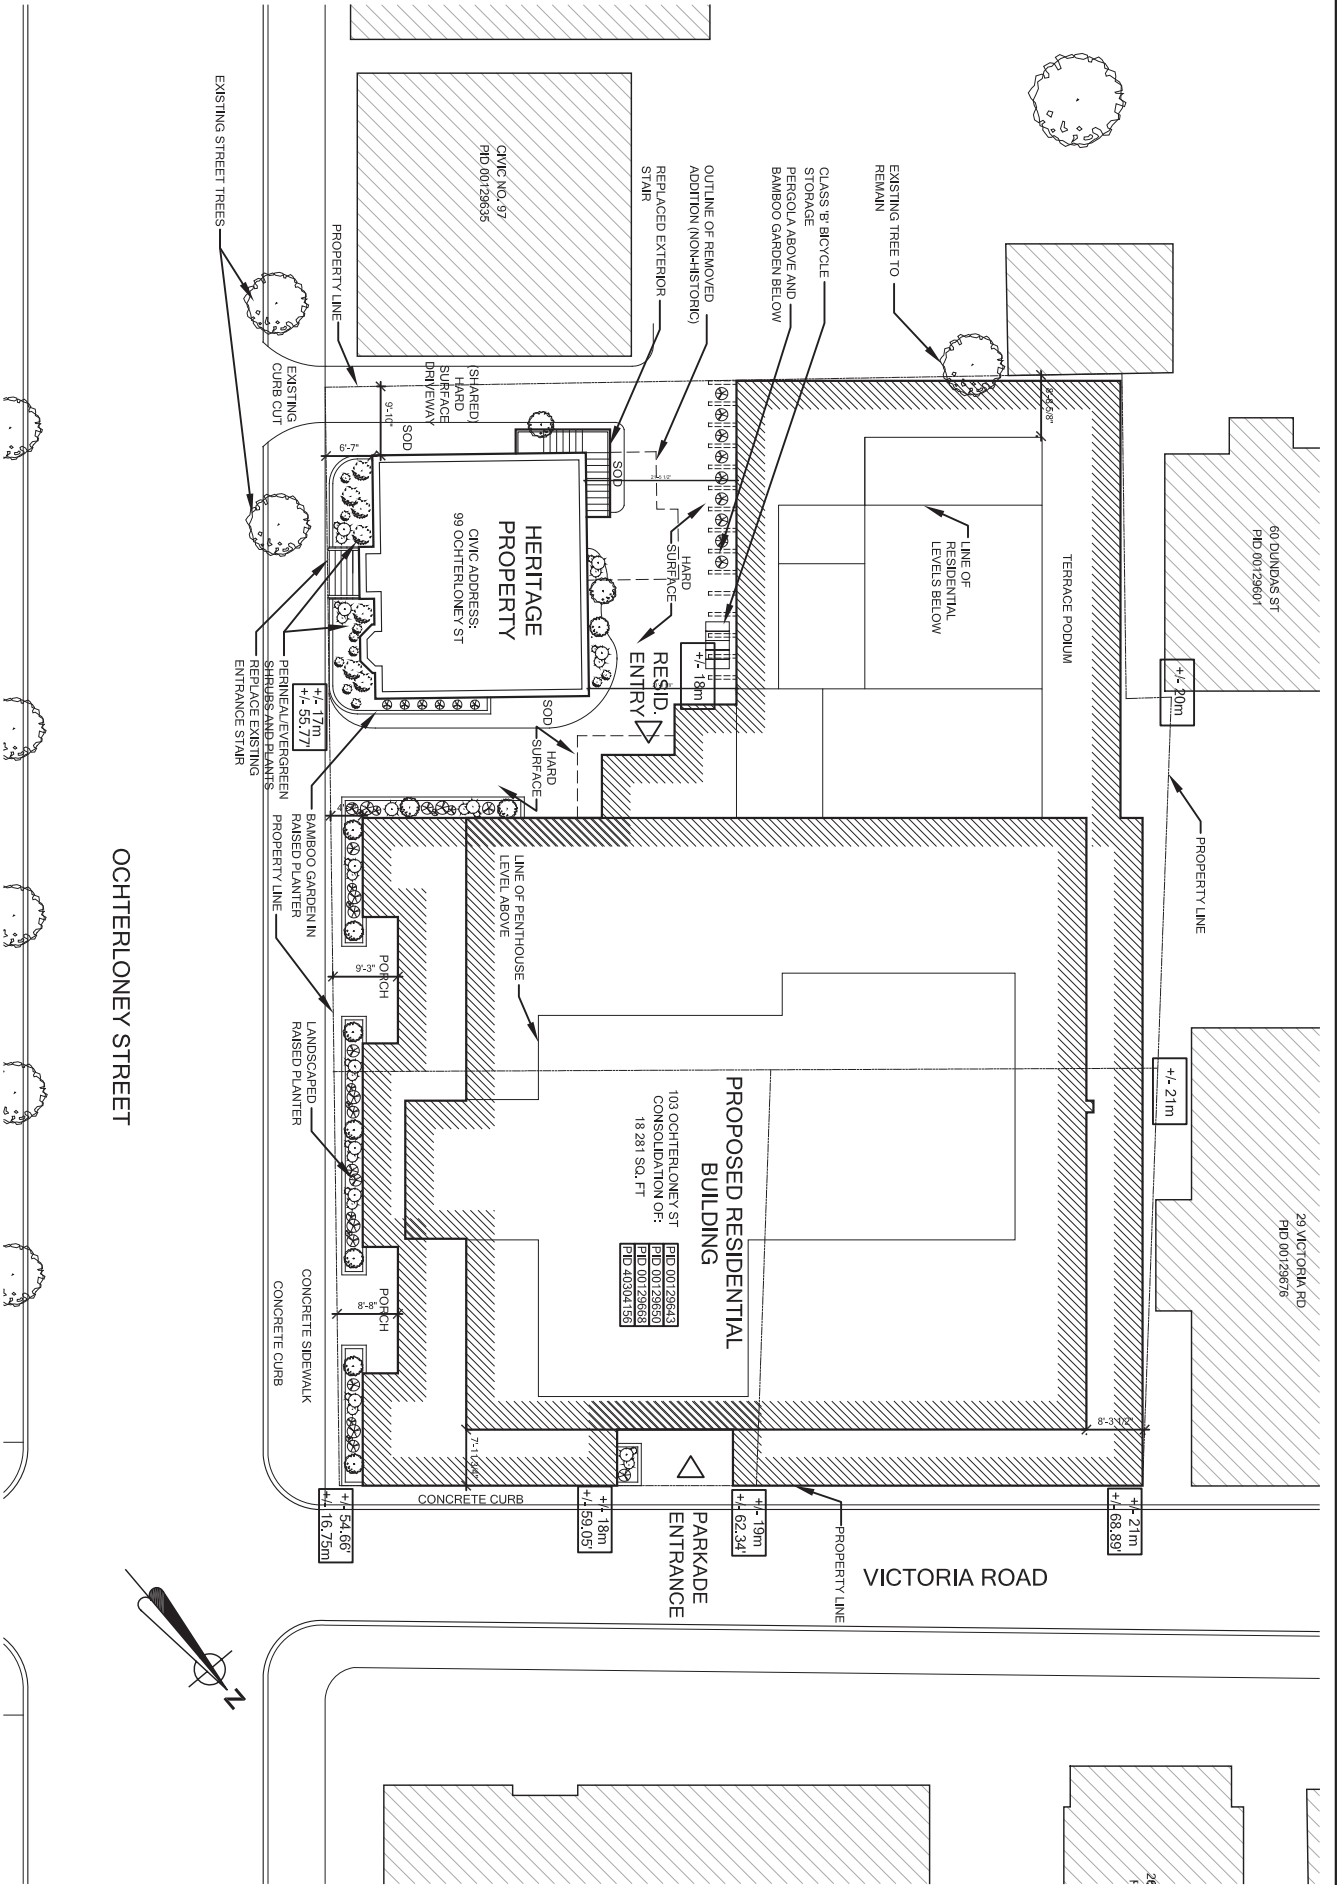 CIVIC NO. 97
PID 00129635
EXISTING STREET TREES
PROPERTY LINE
REPLACED EXTERIOR
STAIR
OUTLINE OF REMOVED
ADDITION (NON-HISTORIC)
CLASS 'B' BICYCLE
STORAGE
PERGOLA ABOVE AND
BAMBOO GARDEN BELOW
EXISTING TREE TO
REMAIN
EXISTING
CURB CUT
(SHARED)
HARD
SURFACE
DRIVEWAY
9'-10"
SOD
6'-7"
SOD
HERITAGE
PROPERTY
CIVIC ADDRESS:
99 OCHTERLONEY ST
HARD
SURFACE
RESID.
ENTRY
+/- 18m
LINE OF
RESIDENTIAL
LEVELS BELOW
TERRACE PODIUM
60 DUNDAS ST
PID 00129601
+/- 20m
PROPERTY LINE
PERINEAL/EVERGREEN
SHRUBS AND PLANTS
REPLACE EXISTING
ENTRANCE STAIR
+/- 17m
+/- 55.77'
SOD
HARD
SURFACE
BAMBOO GARDEN IN
RAISED PLANTER
PROPERTY LINE
LINE OF PENTHOUSE
LEVEL ABOVE
OCHTERLONEY STREET
PORCH
9'-3"
LANDSCAPED
RAISED PLANTER
PROPOSED RESIDENTIAL
BUILDING
103 OCHTERLONEY ST
CONSOLIDATION OF:
18 281 SQ. FT
PID 00129643
PID 00129650
PID 00129668
PID 40304156
+/- 21m
29 VICTORIA RD
PID 00129676
PORCH
8'-8"
CONCRETE SIDEWALK
CONCRETE CURB
7'-11 3/4"
8'-3 1/2"
CONCRETE CURB
+/- 54.66'
+/- 16.75m
+/- 18m
+/- 59.05'
+/- 19m
+/- 62.34'
+/- 21m
+/- 68.89'
PARKADE
ENTRANCE
PROPERTY LINE
VICTORIA ROAD
N